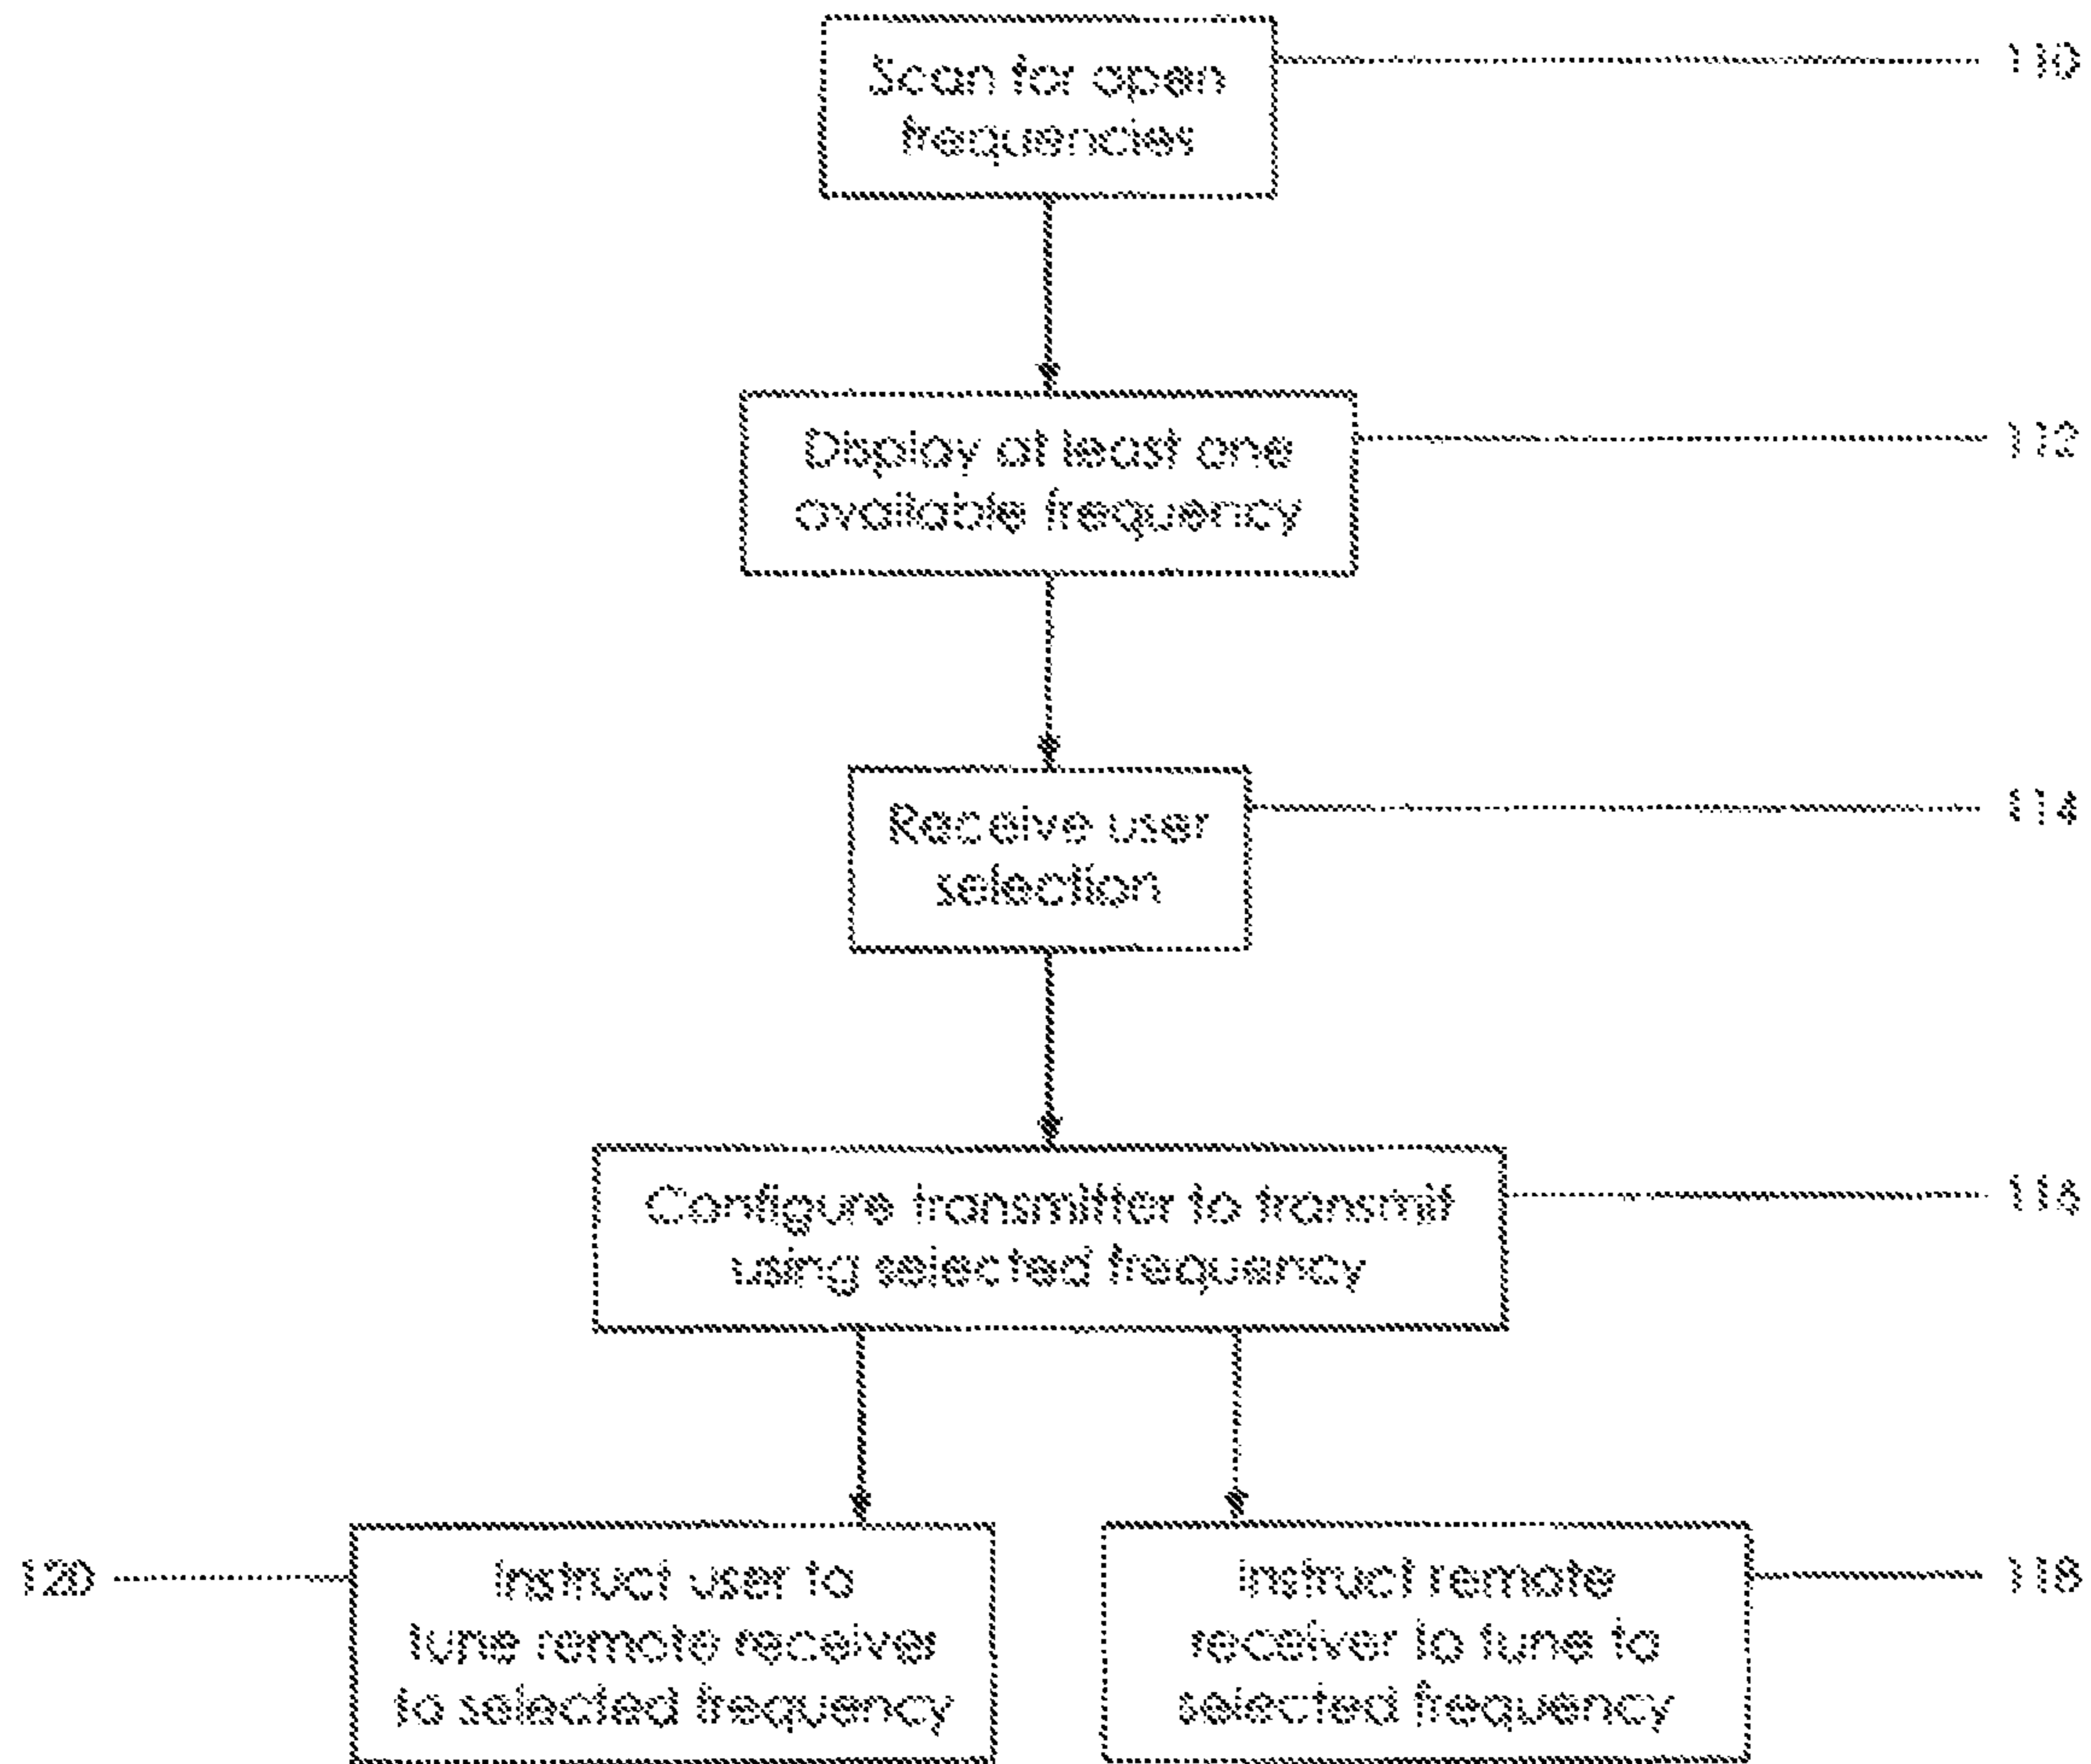 Scan for open
frequencies
110
Display at least one
available frequency
112
Receive user
selection
114
Configure transmitter to transmit
using selected frequency
116
120
Instruct user to
tune remote receiver
to selected frequency
Instruct remote
receiver to tune to
selected frequency
118